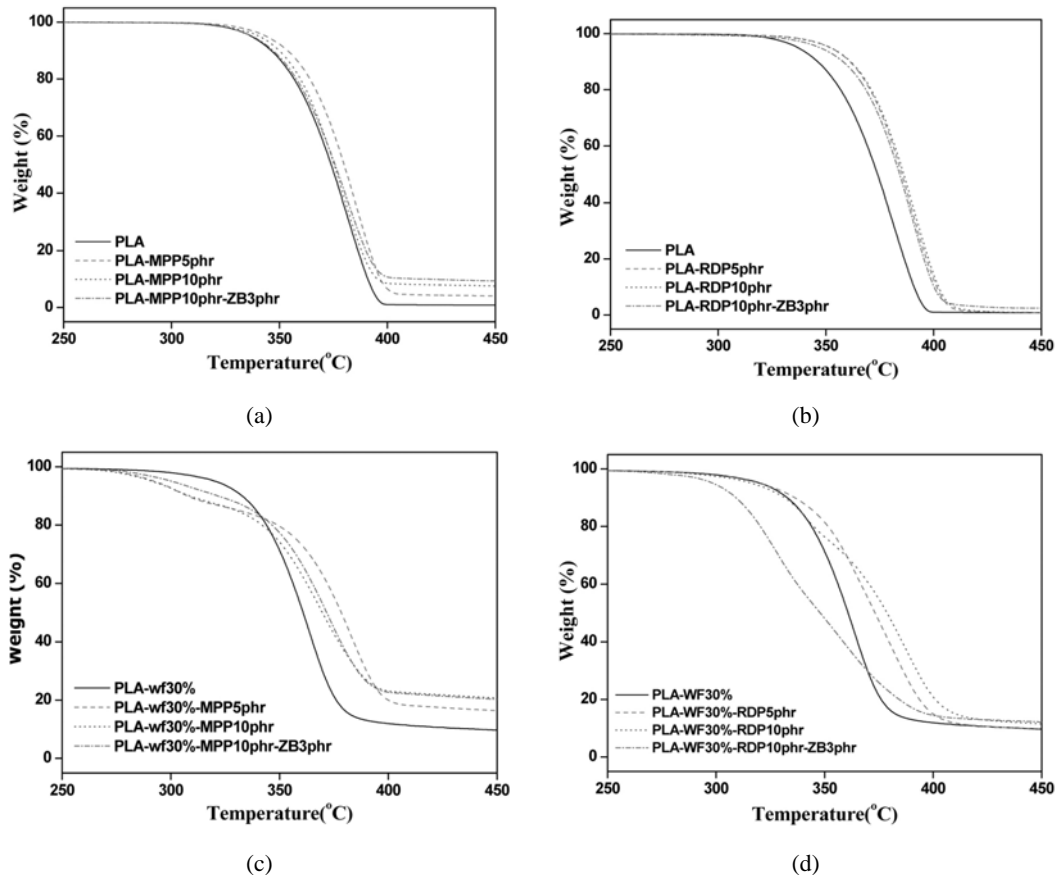 100
80
60
40
20
0
Weight (%)
PLA
PLA-MPP5phr
PLA-MPP10phr
PLA-MPP10phr-ZB3phr
250 300 350 400 450
Temperature(°C)
(a)
100
80
60
40
20
0
Weight (%)
PLA
PLA-RDP5phr
PLA-RDP10phr
PLA-RDP10phr-ZB3phr
250 300 350 400 450
Temperature(°C)
(b)
100
80
60
40
20
0
Weight (%)
PLA-wf30%
PLA-wf30%-MPP5phr
PLA-wf30%-MPP10phr
PLA-wf30%-MPP10phr-ZB3phr
250 300 350 400 450
Temperature(°C)
(c)
100
80
60
40
20
0
Weight (%)
PLA-WF30%
PLA-WF30%-RDP5phr
PLA-WF30%-RDP10phr
PLA-WF30%-RDP10phr-ZB3phr
250 300 350 400 450
Temperature(°C)
(d)